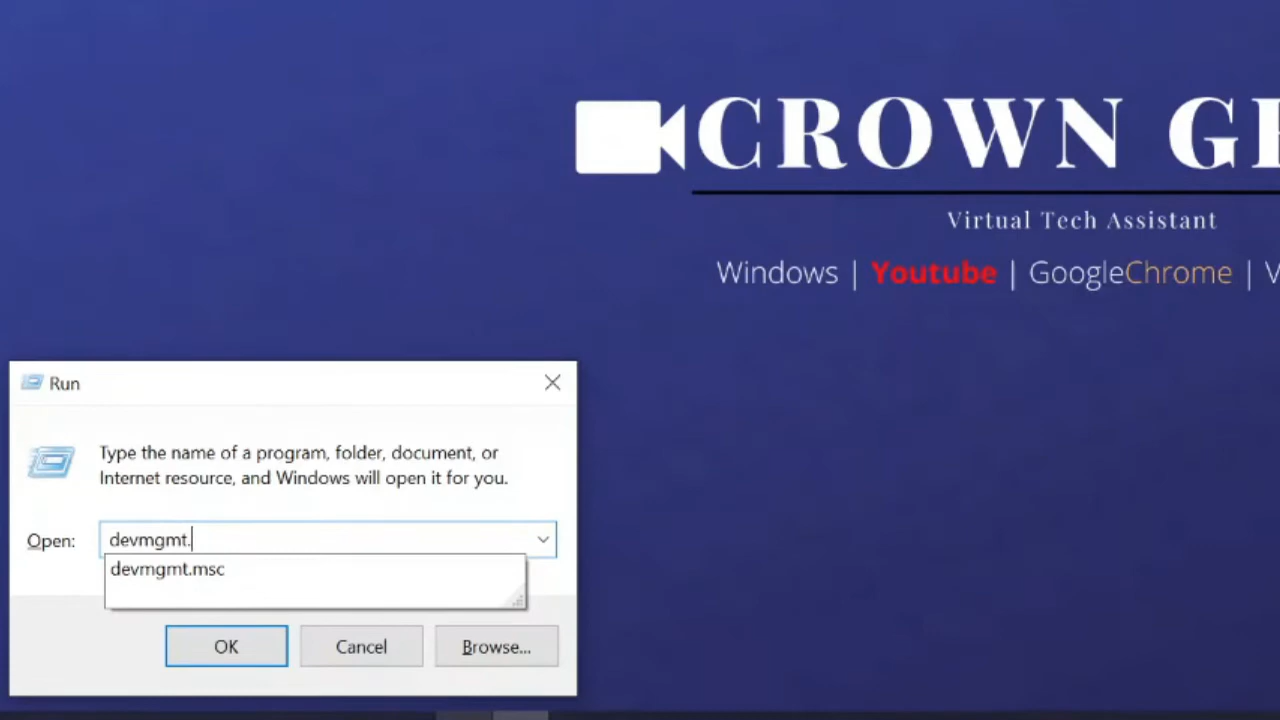 CROWN
Virtual Tech Assistant
Windows | Youtube | GoogleChrome |
Run
Type the name of a program, folder, document, or
Internet resource, and Windows will open it for you.
Open: devmgmt.
devmgmt.msc
OK Cancel Browse...